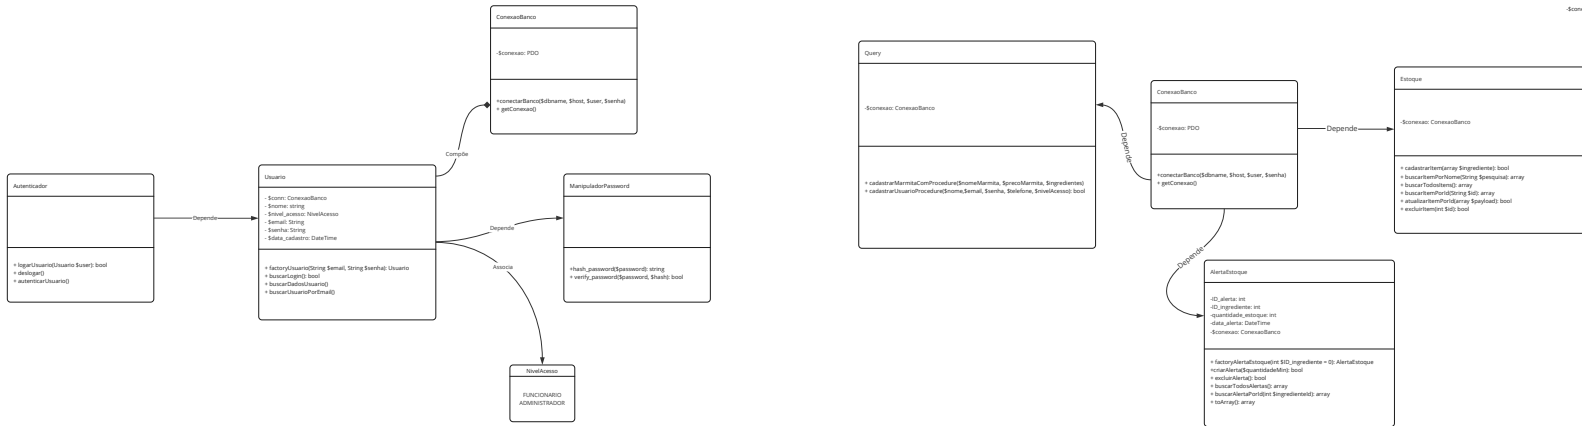 ConexaoBanco
-$conexao: PDO
+conectarBanco($dbname, $host, $user, $senha)
+ getConexao()
Compõe
Autenticador
+ logarUsuario(Usuario $user): bool
+ deslogar()
+ autenticarUsuario()
Depende
Usuario
- $conn: ConexaoBanco
- $nome: string
- $nivel_acesso: NivelAcesso
- $email: String
- $senha: String
- $data_cadastro: DateTime
+ factoryUsuario(String $email, String $senha): Usuario
+ buscarLogin(): bool
+ buscarDadosUsuario()
+ buscarUsuarioPorEmail()
Depende
Associa
ManipuladorPassword
+hash_password($password): string
+ verify_password($password, $hash): bool
NivelAcesso
FUNCIONARIO
ADMINISTRADOR
Query
-$conexao: ConexaoBanco
+ cadastrarMarmitaComProcedure($nomeMarmita, $precoMarmita, $ingredientes)
+ cadastrarUsuarioProcedure($nome,$email, $senha, $telefone, $nivelAcesso): bool
Depende
ConexaoBanco
-$conexao: PDO
+conectarBanco($dbname, $host, $user, $senha)
+ getConexao()
Depende
-$cone
Estoque
-$conexao: ConexaoBanco
+ cadastrarItem(array $ingrediente): bool
+ buscarItemPorNome(String $pesquisa): array
+ buscarTodosItens(): array
+ buscarItemPorId(String $id): array
+ atualizarItemPorId(array $payload): bool
+ excluirItem(int $id): bool
Depende
AlertaEstoque
-ID_alerta: int
-ID_ingrediente: int
-quantidade_estoque: int
-data_alerta: DateTime
-$conexao: ConexaoBanco
+ factoryAlertaEstoque(int $ID_ingrediente = 0): AlertaEstoque
+criarAlerta($quantidadeMin): bool
+ excluirAlerta(): bool
+ buscarTodosAlertas(): array
+ buscarAlertaPorId(int $ingredienteId): array
+ toArray(): array